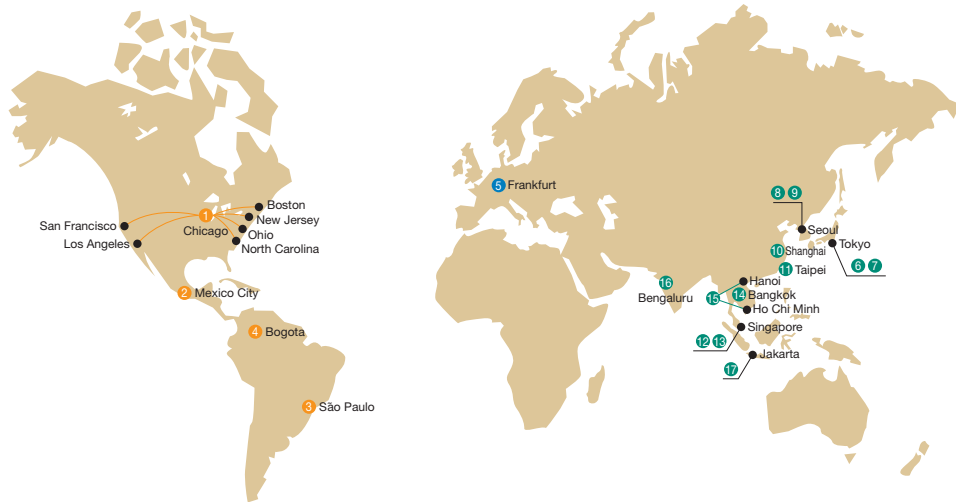 San Francisco
Los Angeles
1
Chicago
Boston
New Jersey
Ohio
North Carolina
2 Mexico City
4 Bogota
3 São Paulo
5 Frankfurt
8 9
Seoul
10 Shanghai
Tokyo
6 7
11 Taipei
16
Bengaluru
Hanoi
15
14 Bangkok
Ho Chi Minh
Singapore
12 13
Jakarta
17